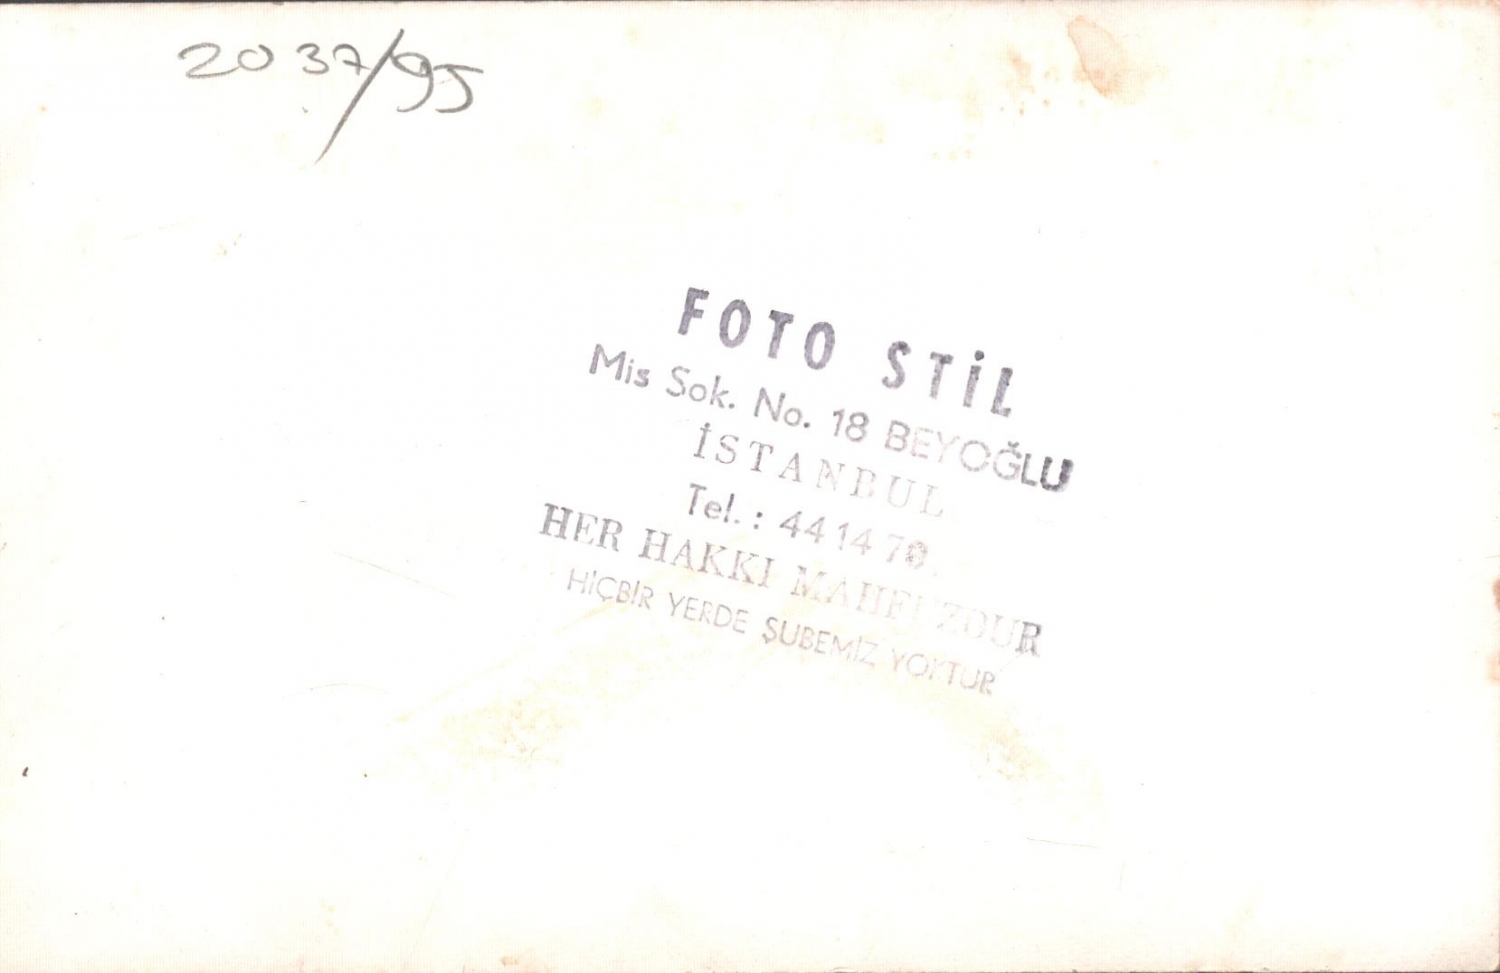 2037/95
FOTO STİL
Mis Sok. No. 18 BEYOĞLU
İSTANBUL
Tel. : 44 14 70
HER HAKKI MAHFUZDUR
HİÇBİR YERDE ŞUBEMİZ YOKTUR